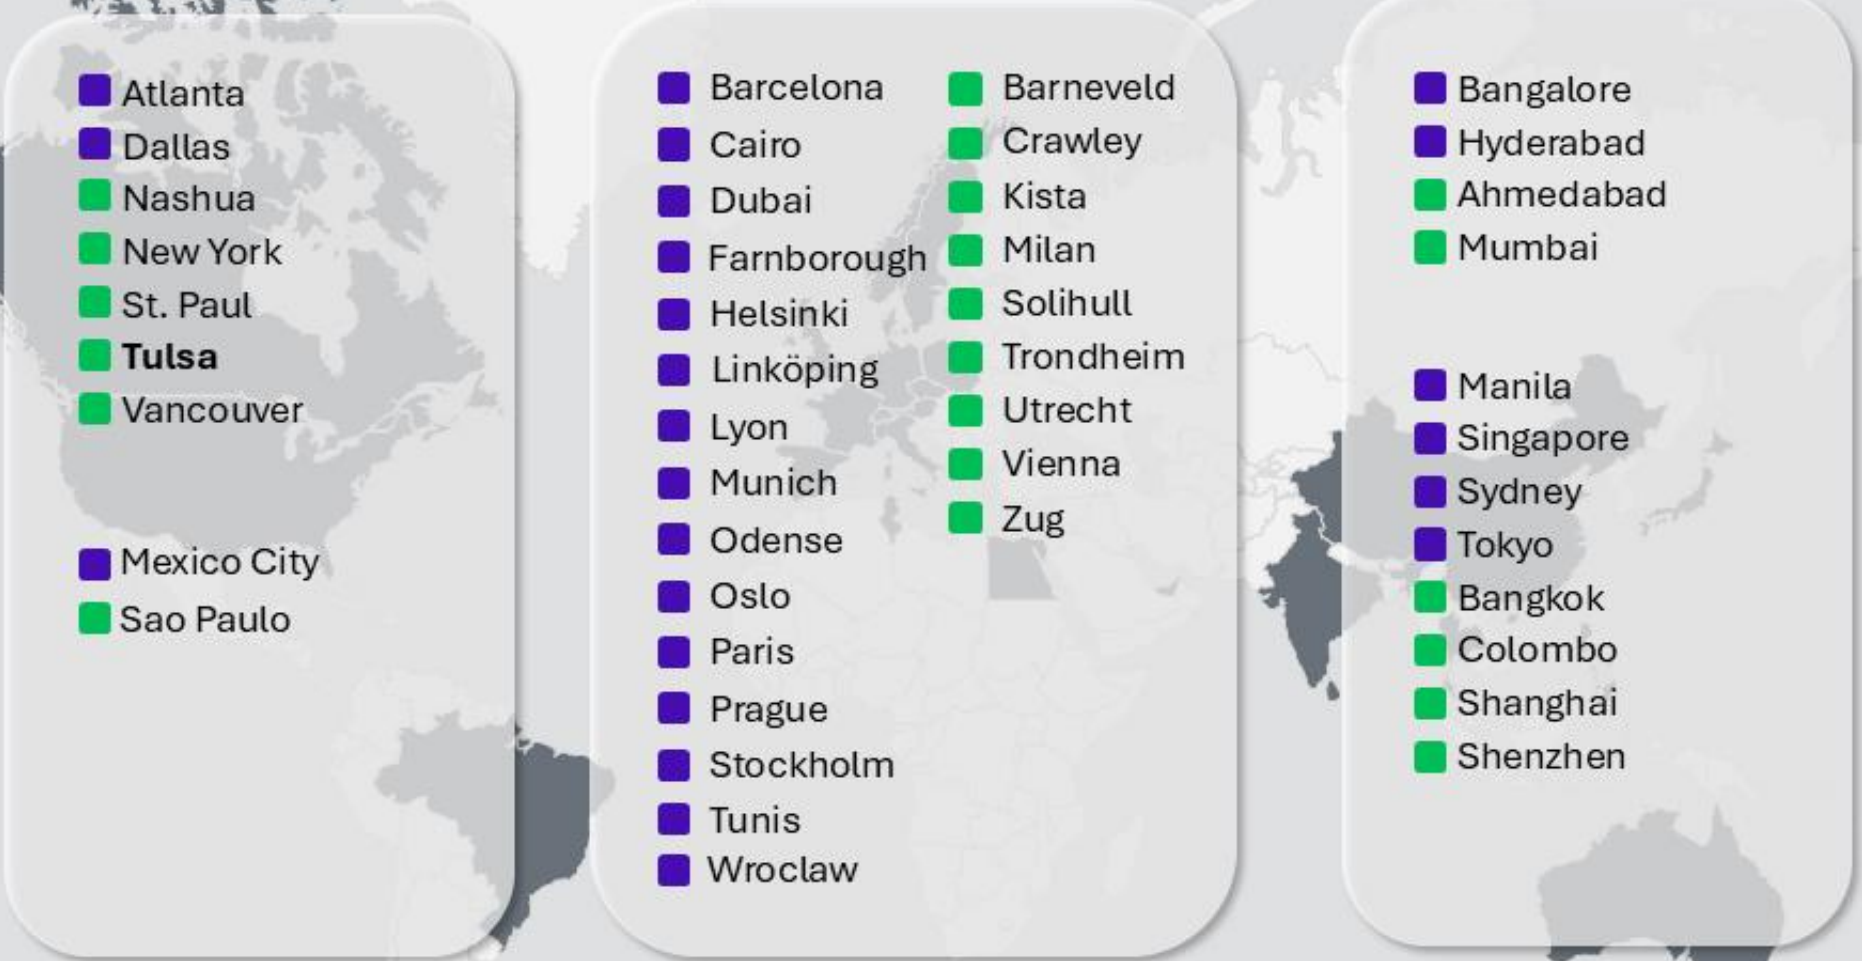 Atlanta
Dallas
Nashua
New York
St. Paul
Tulsa
Vancouver
Mexico City
Sao Paulo
Barcelona
Cairo
Dubai
Farnborough
Helsinki
Linköping
Lyon
Munich
Odense
Oslo
Paris
Prague
Stockholm
Tunis
Wroclaw
Barneveld
Crawley
Kista
Milan
Solihull
Trondheim
Utrecht
Vienna
Zug
Bangalore
Hyderabad
Ahmedabad
Mumbai
Manila
Singapore
Sydney
Tokyo
Bangkok
Colombo
Shanghai
Shenzhen